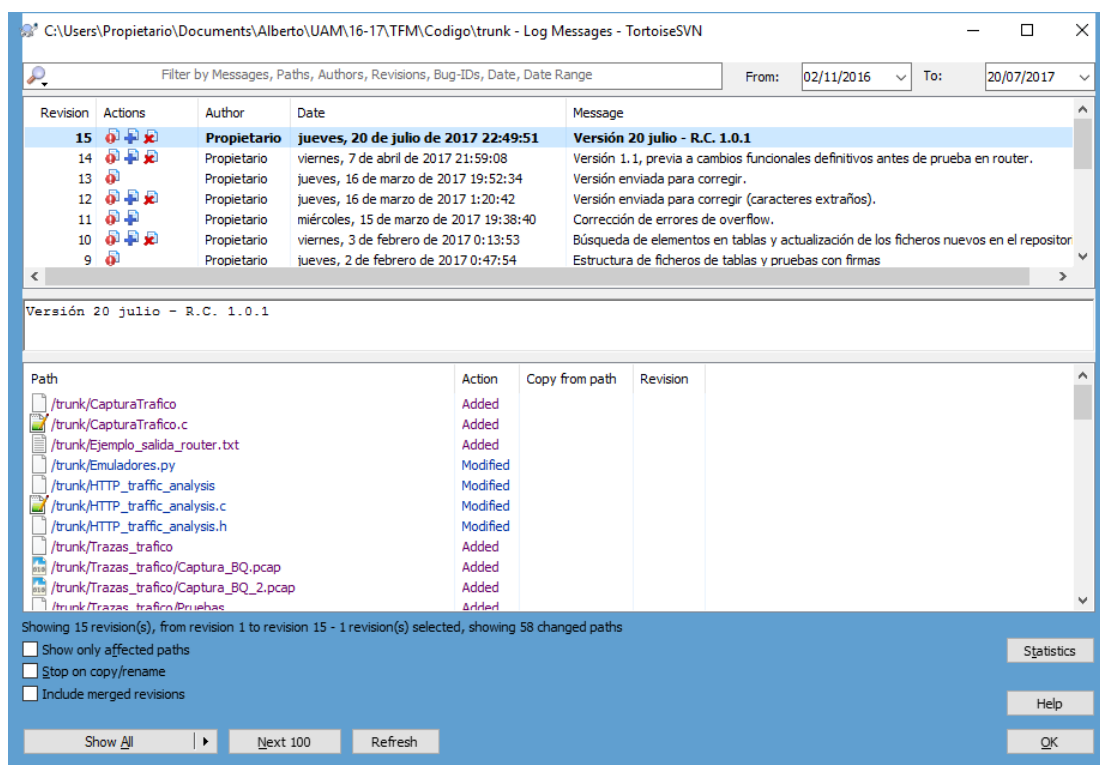 C:\Users\Propietario\Documents\Alberto\UAM\16-17\TFM\Codigo\trunk - Log Messages - TortoiseSVN
Filter by Messages, Paths, Authors, Revisions, Bug-IDs, Date, Date Range From: 02/11/2016 To: 20/07/2017
Revision Actions Author Date Message
15 Propietario jueves, 20 de julio de 2017 22:49:51 Versión 20 julio - R.C. 1.0.1
14 Propietario viernes, 7 de abril de 2017 21:59:08 Versión 1.1, previa a cambios funcionales definitivos antes de prueba en router.
13 Propietario jueves, 16 de marzo de 2017 19:52:34 Versión enviada para corregir.
12 Propietario jueves, 16 de marzo de 2017 1:20:42 Versión enviada para corregir (caracteres extraños).
11 Propietario miércoles, 15 de marzo de 2017 19:38:40 Corrección de errores de overflow.
10 Propietario viernes, 3 de febrero de 2017 0:13:53 Búsqueda de elementos en tablas y actualización de los ficheros nuevos en el repositor
9 Propietario jueves, 2 de febrero de 2017 0:47:54 Estructura de ficheros de tablas y pruebas con firmas
Versión 20 julio - R.C. 1.0.1
Path Action Copy from path Revision
/trunk/CapturaTrafico Added
/trunk/CapturaTrafico.c Added
/trunk/Ejemplo_salida_router.txt Added
/trunk/Emuladores.py Modified
/trunk/HTTP_traffic_analysis Modified
/trunk/HTTP_traffic_analysis.c Modified
/trunk/HTTP_traffic_analysis.h Modified
/trunk/Trazas_trafico Added
/trunk/Trazas_trafico/Captura_BQ.pcap Added
/trunk/Trazas_trafico/Captura_BQ_2.pcap Added
/trunk/Trazas_trafico/Pruebas Added
Showing 15 revision(s), from revision 1 to revision 15 - 1 revision(s) selected, showing 58 changed paths
Show only affected paths Statistics
Stop on copy/rename
Include merged revisions
Help
Show All Next 100 Refresh OK